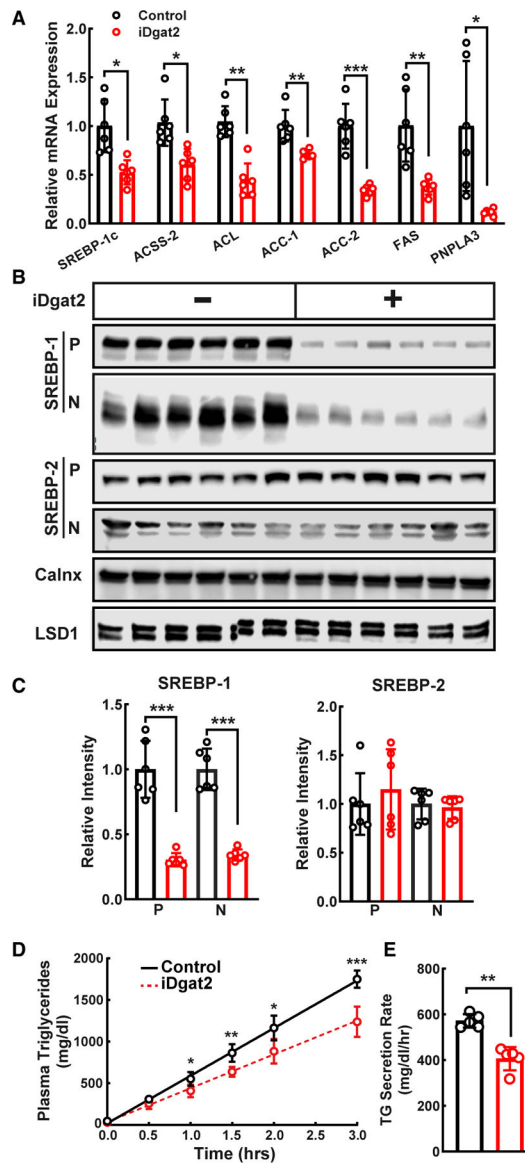 A
Control
iDgat2
Relative mRNA Expression
1.5
1.0
0.5
0.0
* * ** ** *** ** *
SREBP-1c ACSS-2 ACL ACC-1 ACC-2 FAS PNPLA3
B
iDgat2 − +
SREBP-1 P
N
SREBP-2 P
N
Calnx
LSD1
C
SREBP-1
Relative Intensity
1.5
1.0
0.5
0.0
*** ***
P N
SREBP-2
Relative Intensity
2.0
1.5
1.0
0.5
0.0
P N
D
Control
iDgat2
Plasma Triglycerides
(mg/dl)
2000
1500
1000
500
0
* ** * ***
0.0 0.5 1.0 1.5 2.0 3.0
Time (hrs)
E
TG Secretion Rate
(mg/dl/hr)
800
600
400
200
0
**